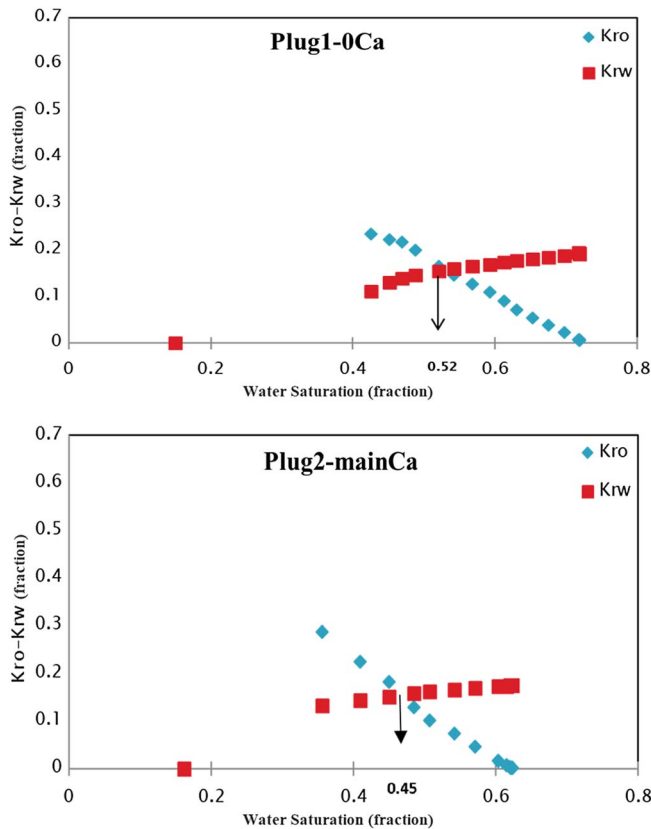 0.7
Plug1-0Ca
Kro
Krw
0.6
0.5
0.4
0.3
0.2
0.1
0
Kro-Krw (fraction)
0 0.2 0.4 0.52 0.6 0.8
Water Saturation (fraction)
0.7
Plug2-mainCa
Kro
Krw
0.6
0.5
0.4
0.3
0.2
0.1
0
Kro-Krw (fraction)
0 0.2 0.4 0.45 0.6 0.8
Water Saturation (fraction)